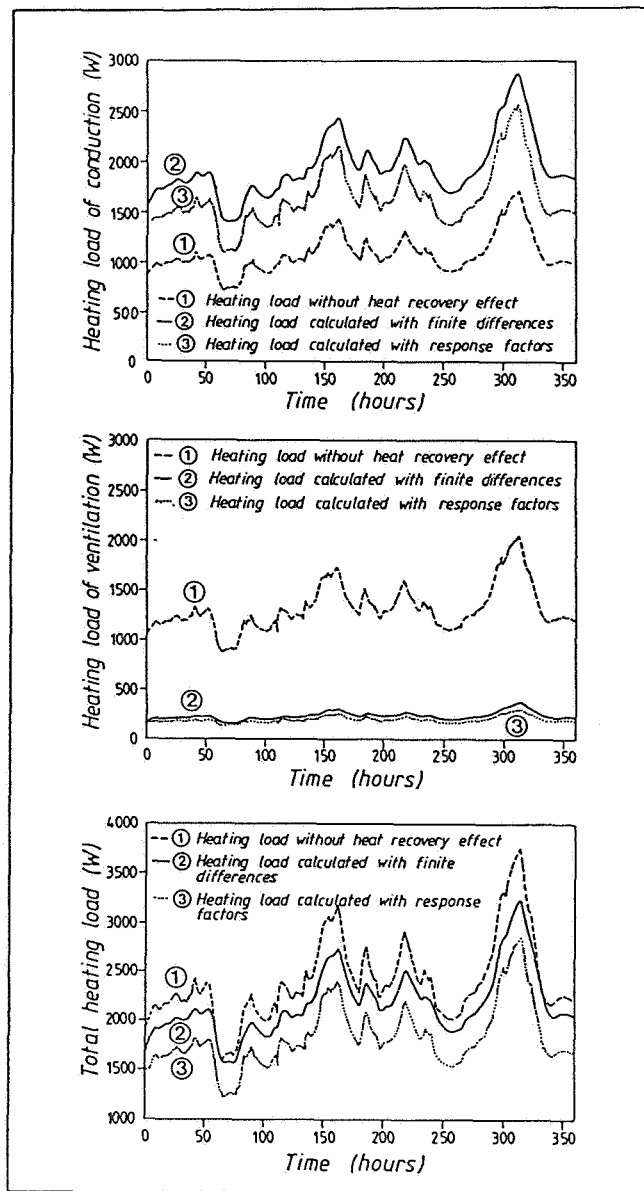 Heating load of conduction (W)
3000
2500
2000
1500
1000
500
0
②
③
①
--- ① Heating load without heat recovery effect
— ② Heating load calculated with finite differences
...... ③ Heating load calculated with response factors
0 50 100 150 200 250 300 350
Time (hours)
Heating load of ventilation (W)
3000
2500
2000
1500
1000
500
0
--- ① Heating load without heat recovery effect
— ② Heating load calculated with finite differences
...... ③ Heating load calculated with response factors
①
②
③
0 50 100 150 200 250 300 350
Time (hours)
Total heating load (W)
4000
3500
3000
2500
2000
1500
1000
--- ① Heating load without heat recovery effect
— ② Heating load calculated with finite
differences
...... ③ Heating load calculated with response
factors
①
②
③
0 50 100 150 200 250 300 350
Time (hours)